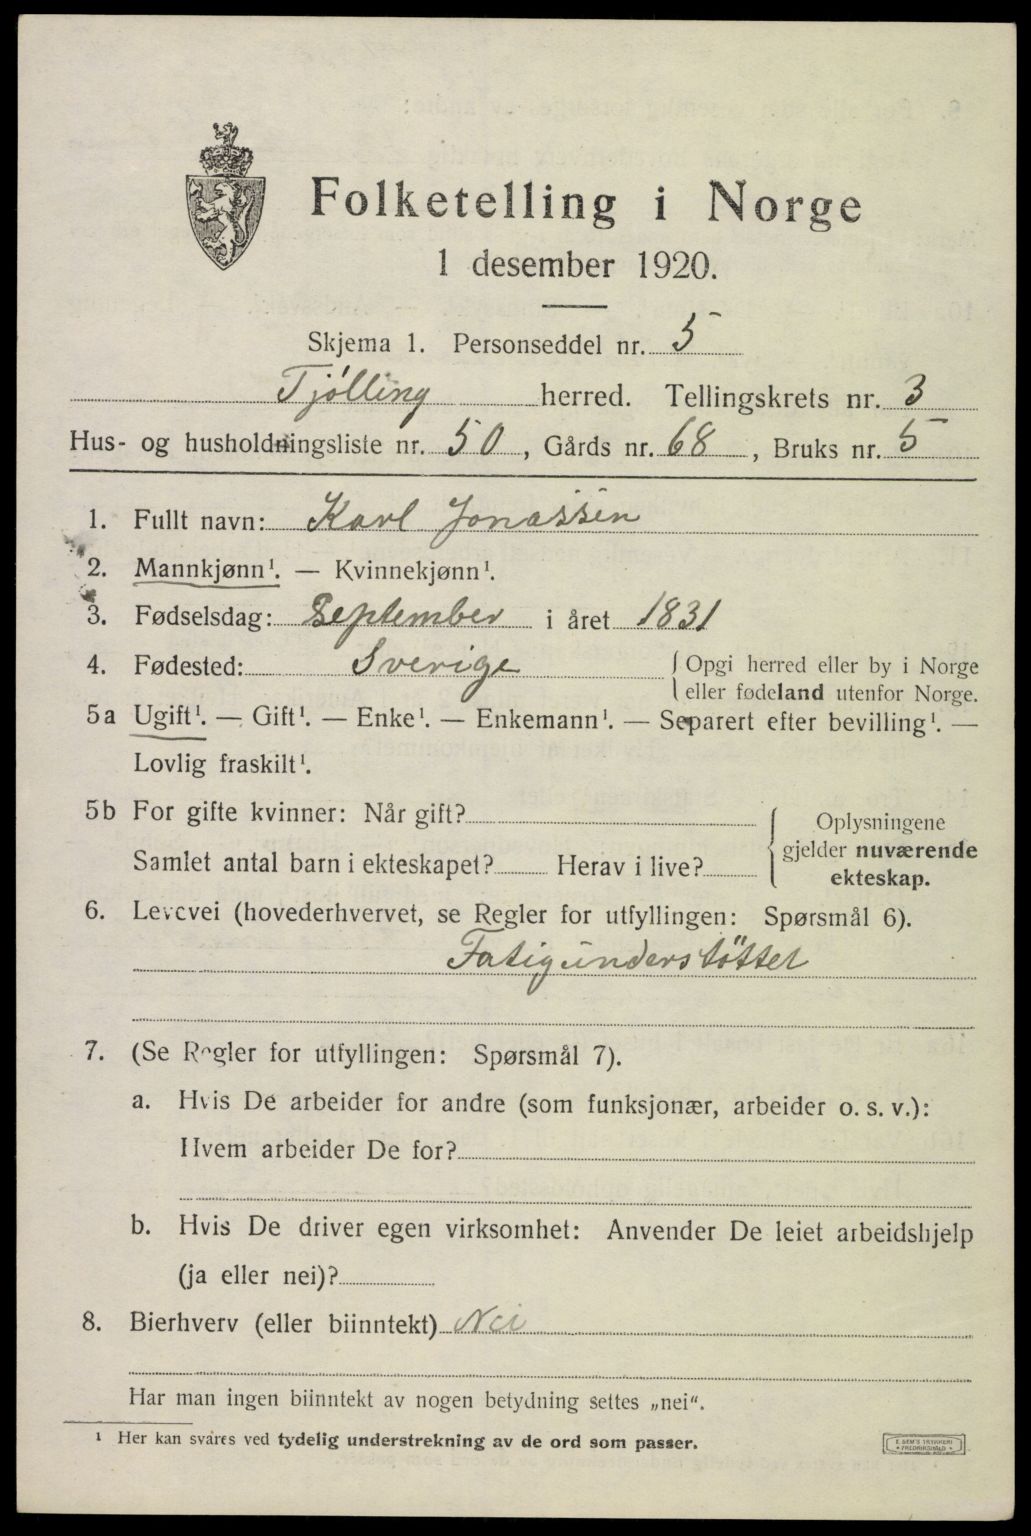 Folketelling i Norge
1 desember 1920.
Skjema 1. Personseddel nr. 5
Tjølling herred. Tellingskrets nr. 3
Hus- og husholdningsliste nr. 50, Gårds nr. 68, Bruks nr. 5
1. Fullt navn: Karl Jonassen
2. Mannkjønn¹. — Kvinnekjønn¹.
3. Fødselsdag: September i året 1831
4. Fødested: Sverige { Opgi herred eller by i Norge
eller fødeland utenfor Norge.
5a Ugift¹. — Gift¹. — Enke¹. — Enkemann¹. — Separert efter bevilling¹. —
Lovlig fraskilt¹.
5b For gifte kvinner: Når gift?
Samlet antal barn i ekteskapet? Herav i live?
{ Oplysningene
gjelder nuværende
ekteskap.
6. Levevei (hovederhvervet, se Regler for utfyllingen: Spørsmål 6).
Fatigunderstöttet
7. (Se Regler for utfyllingen: Spørsmål 7).
a. Hvis De arbeider for andre (som funksjonær, arbeider o. s. v.):
Hvem arbeider De for?
b. Hvis De driver egen virksomhet: Anvender De leiet arbeidshjelp
(ja eller nei)?
8. Bierhverv (eller biinntekt) Nei
Har man ingen biinntekt av nogen betydning settes „nei".
¹ Her kan svares ved tydelig understrekning av de ord som passer.
E. SEM'S TRYKKERI
FREDRIKSHALD